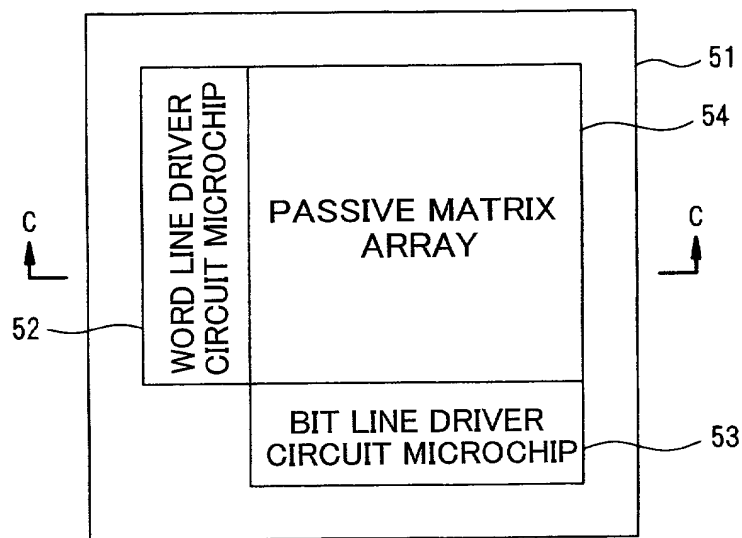 51
54
WORD LINE DRIVER
CIRCUIT MICROCHIP
PASSIVE MATRIX
ARRAY
C
C
52
BIT LINE DRIVER
CIRCUIT MICROCHIP
53